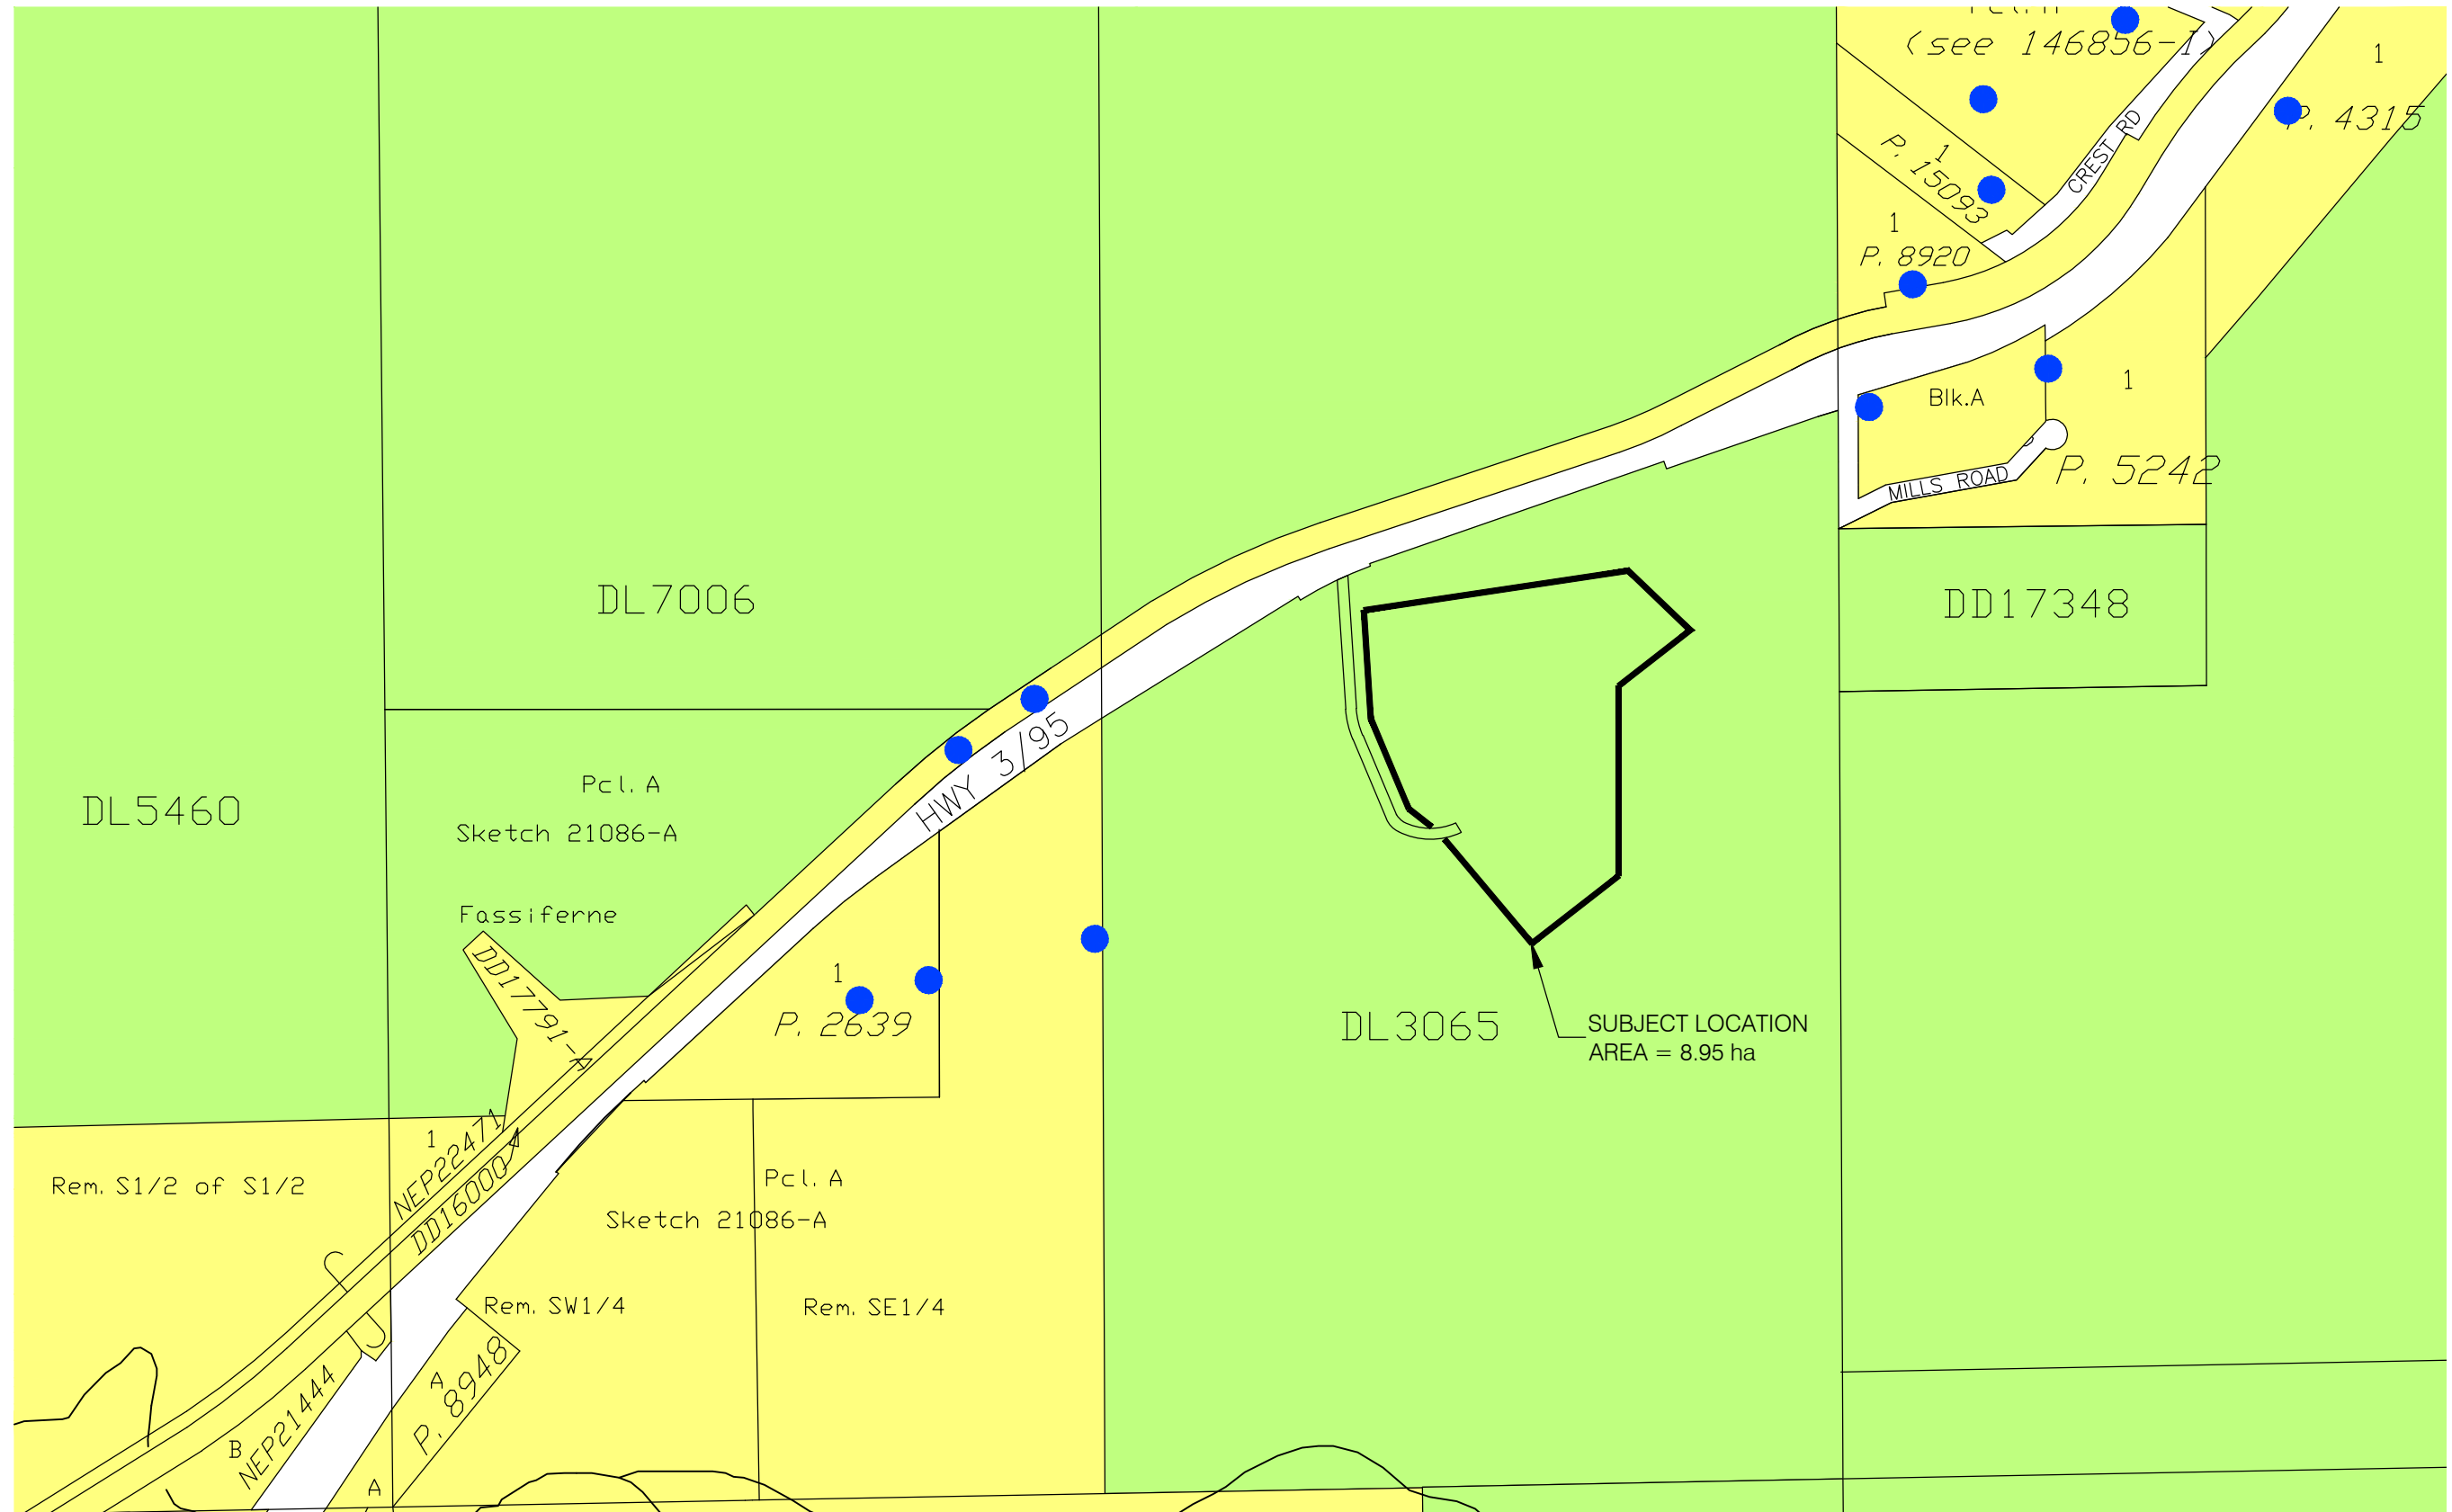 (see 146856-I)
1
P. 4315
CREST RD
1
P. 15093
1
P. 8920
Blk.A
1
P. 5242
MILLS ROAD
DL7006
DD17348
HWY 3/95
Pcl. A
Sketch 21086-A
DL5460
Fassiferne
DD17791-A
1
P. 2639
DL3065
SUBJECT LOCATION
AREA = 8.95 ha
1
NEP22471
DD16000
Rem. S1/2 of S1/2
Pcl. A
Sketch 21086-A
Rem. SW1/4
Rem. SE1/4
A
P. 8948
B
NEP21444
A